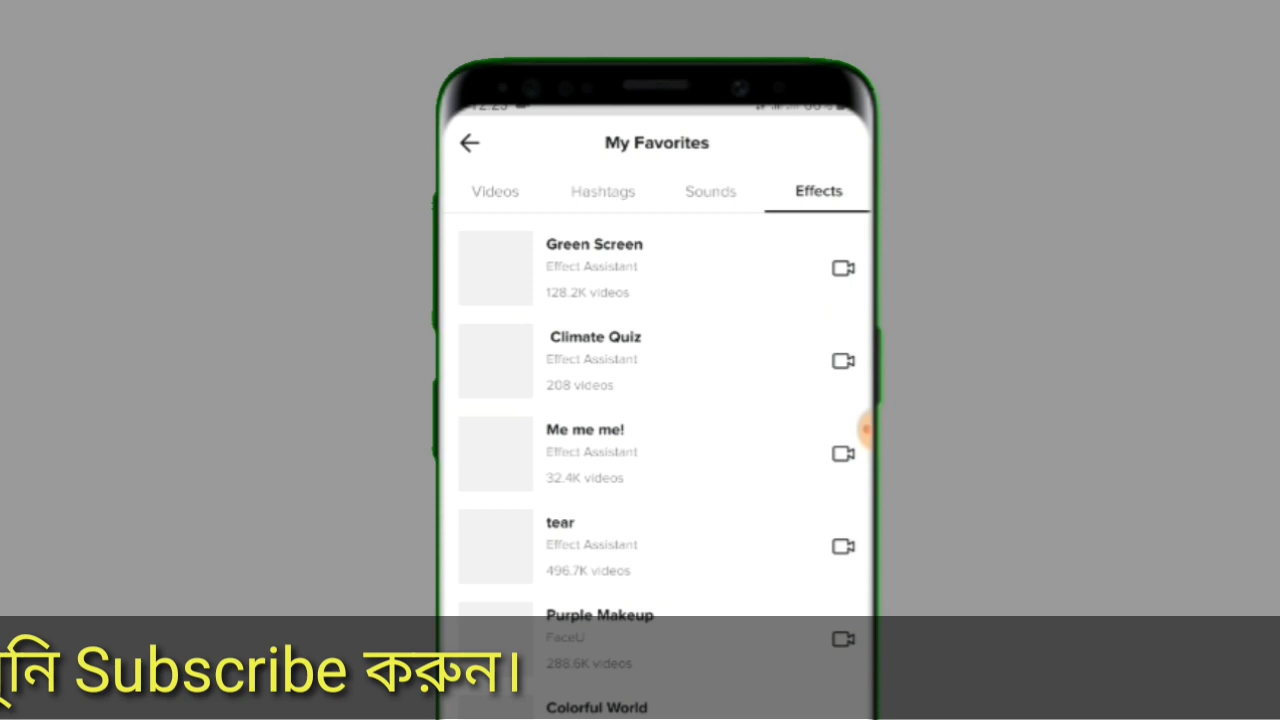 My Favorites
Videos Hashtags Sounds Effects
Green Screen
Effect Assistant
128.2K videos
Climate Quiz
Effect Assistant
208 videos
Me me me!
Effect Assistant
32.4K videos
tear
Effect Assistant
496.7K videos
Purple Makeup
FaceU
288.6K videos
Subscribe করুন।
Colorful World